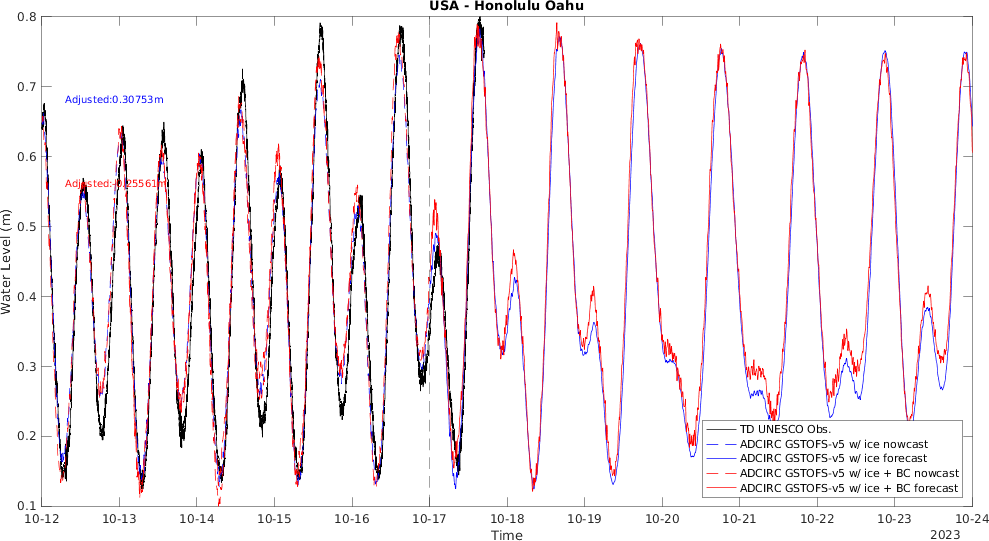 USA - Honolulu Oahu
0.8
0.7
0.6
0.5
0.4
0.3
0.2
0.1
Water Level (m)
Adjusted:0.30753m
Adjusted:-0.25561m
TD UNESCO Obs.
ADCIRC GSTOFS-v5 w/ ice nowcast
ADCIRC GSTOFS-v5 w/ ice forecast
ADCIRC GSTOFS-v5 w/ ice + BC nowcast
ADCIRC GSTOFS-v5 w/ ice + BC forecast
10-12 10-13 10-14 10-15 10-16 10-17 10-18 10-19 10-20 10-21 10-22 10-23 10-24
Time
2023